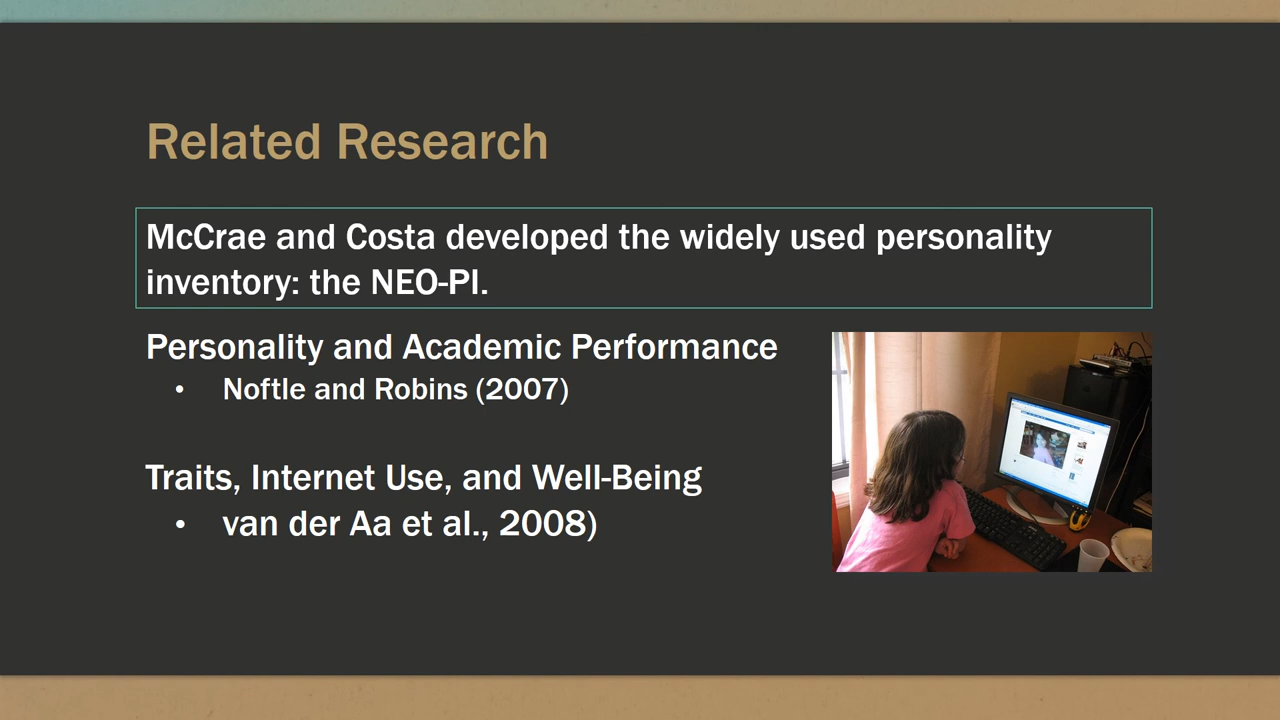 Related Research
McCrae and Costa developed the widely used personality
inventory: the NEO-PI.
Personality and Academic Performance
• Noftle and Robins (2007)
Traits, Internet Use, and Well-Being
• van der Aa et al., 2008)